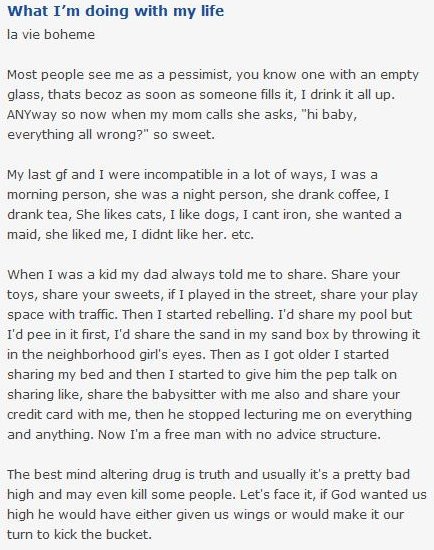 What I'm doing with my life
la vie boheme
Most people see me as a pessimist, you know one with an empty
glass, thats becoz as soon as someone fills it, I drink it all up.
ANYway so now when my mom calls she asks, "hi baby,
everything all wrong?" so sweet.
My last gf and I were incompatible in a lot of ways, I was a
morning person, she was a night person, she drank coffee, I
drank tea, She likes cats, I like dogs, I cant iron, she wanted a
maid, she liked me, I didnt like her. etc.
When I was a kid my dad always told me to share. Share your
toys, share your sweets, if I played in the street, share your play
space with traffic. Then I started rebelling. I'd share my pool but
I'd pee in it first, I'd share the sand in my sand box by throwing it
in the neighborhood girl's eyes. Then as I got older I started
sharing my bed and then I started to give him the pep talk on
sharing like, share the babysitter with me also and share your
credit card with me, then he stopped lecturing me on everything
and anything. Now I'm a free man with no advice structure.
The best mind altering drug is truth and usually it's a pretty bad
high and may even kill some people. Let's face it, if God wanted us
high he would have either given us wings or would make it our
turn to kick the bucket.